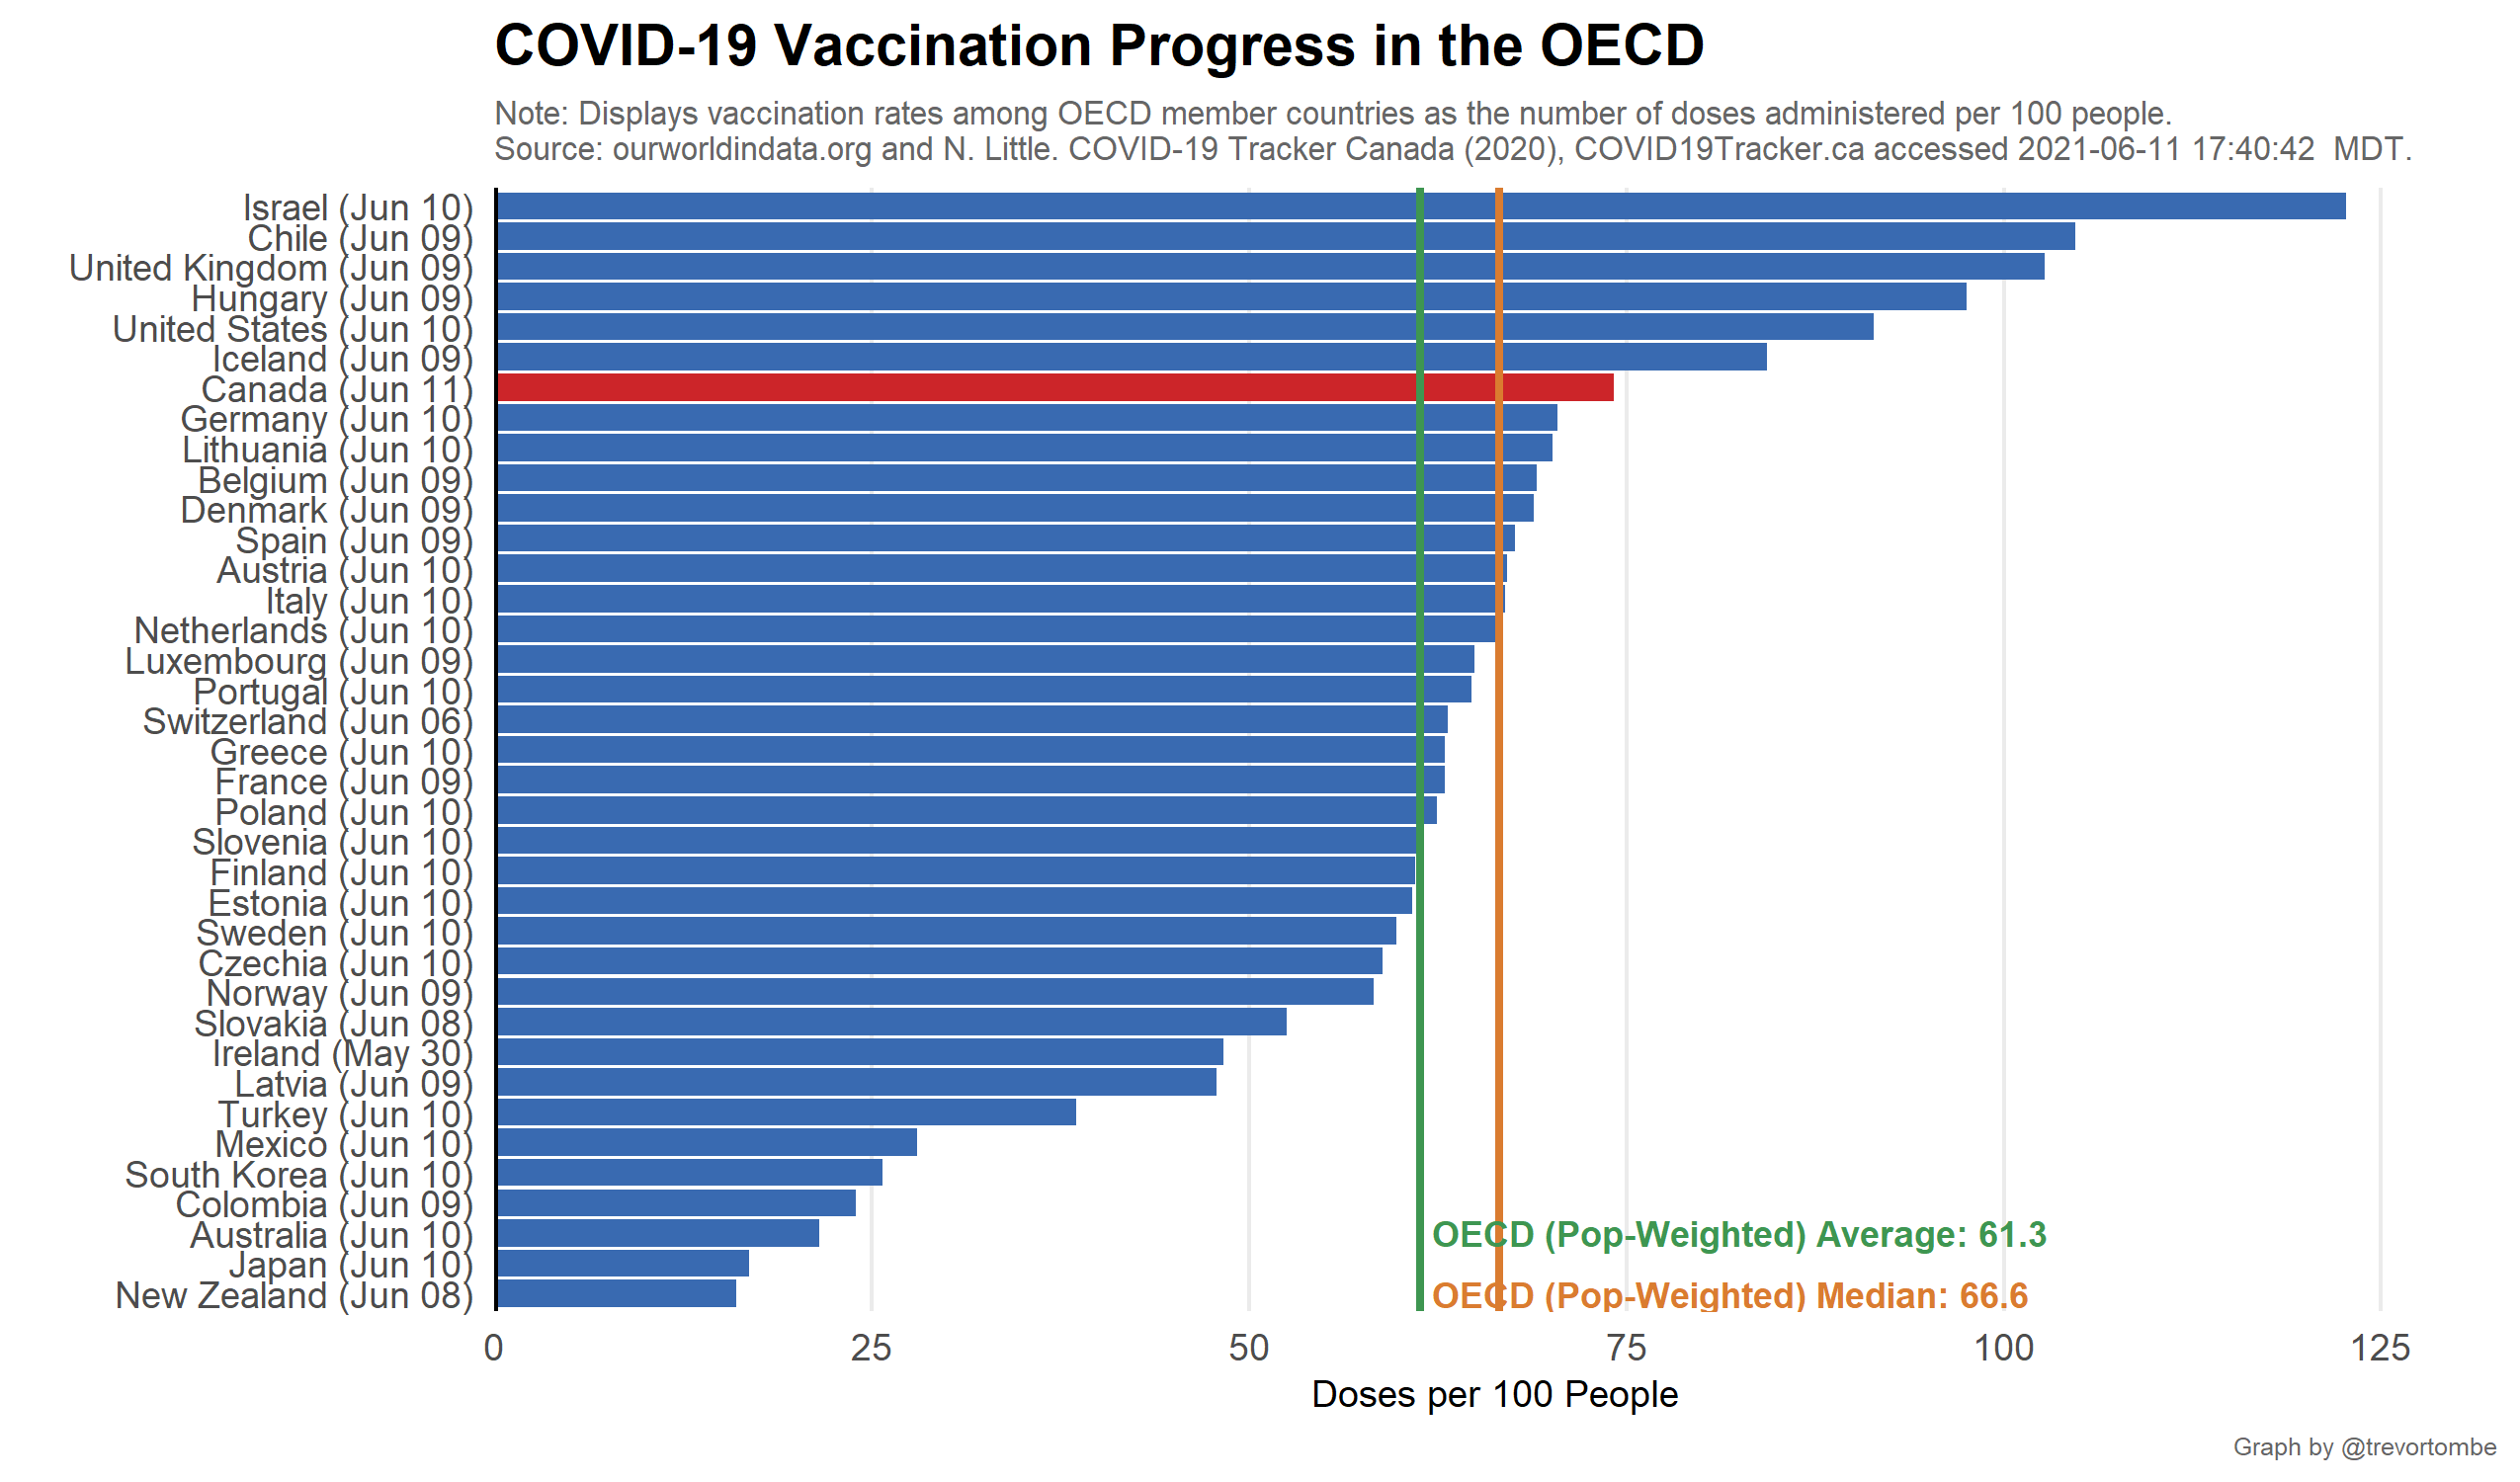 COVID-19 Vaccination Progress in the OECD
Note: Displays vaccination rates among OECD member countries as the number of doses administered per 100 people.
Source: ourworldindata.org and N. Little. COVID-19 Tracker Canada (2020), COVID19Tracker.ca accessed 2021-06-11 17:40:42  MDT.
Israel (Jun 10)
Chile (Jun 09)
United Kingdom (Jun 09)
Hungary (Jun 09)
United States (Jun 10)
Iceland (Jun 09)
Canada (Jun 11)
Germany (Jun 10)
Lithuania (Jun 10)
Belgium (Jun 09)
Denmark (Jun 09)
Spain (Jun 09)
Austria (Jun 10)
Italy (Jun 10)
Netherlands (Jun 10)
Luxembourg (Jun 09)
Portugal (Jun 10)
Switzerland (Jun 06)
Greece (Jun 10)
France (Jun 09)
Poland (Jun 10)
Slovenia (Jun 10)
Finland (Jun 10)
Estonia (Jun 10)
Sweden (Jun 10)
Czechia (Jun 10)
Norway (Jun 09)
Slovakia (Jun 08)
Ireland (May 30)
Latvia (Jun 09)
Turkey (Jun 10)
Mexico (Jun 10)
South Korea (Jun 10)
Colombia (Jun 09)
Australia (Jun 10)
Japan (Jun 10)
New Zealand (Jun 08)
OECD (Pop-Weighted) Average: 61.3
OECD (Pop-Weighted) Median: 66.6
0 25 50 75 100 125
Doses per 100 People
Graph by @trevortombe